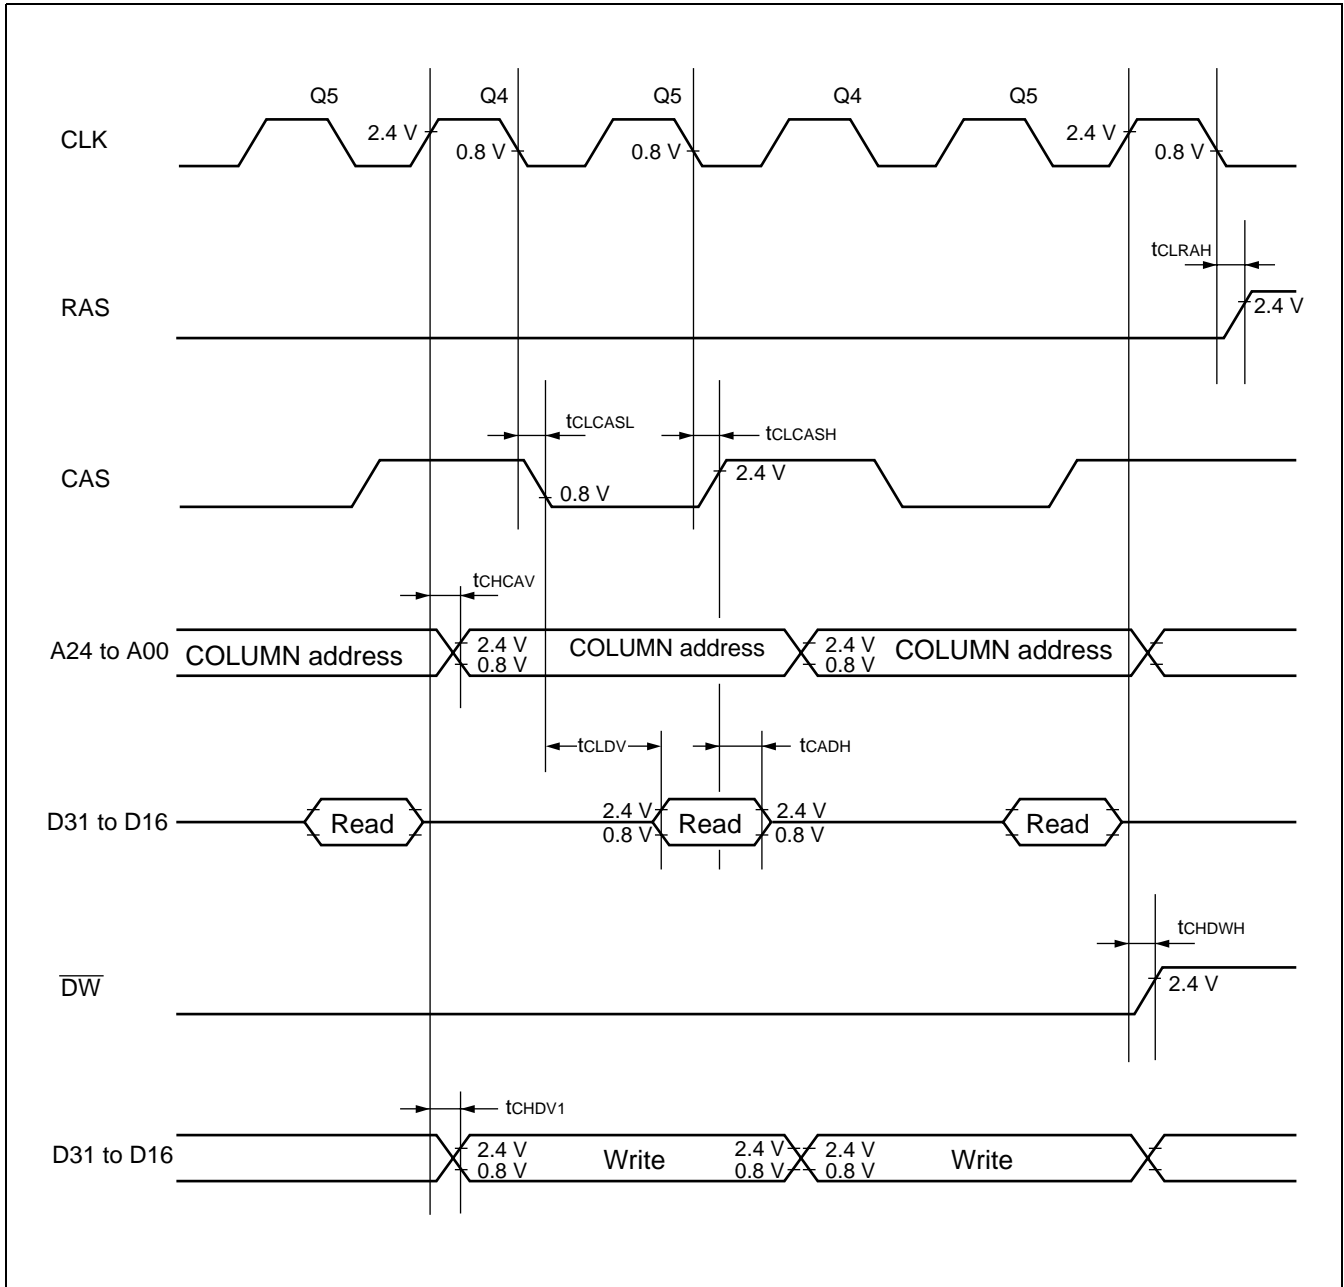 Q5 Q4 Q5 Q4 Q5
CLK 2.4 V 0.8 V 0.8 V 2.4 V 0.8 V
tCLRAH
RAS 2.4 V
tCLCASL tCLCASH
CAS 0.8 V 2.4 V
tCHCAV
A24 to A00 COLUMN address 2.4 V COLUMN address 2.4 V COLUMN address
0.8 V 0.8 V
tCLDV tCADH
D31 to D16 Read 2.4 V Read 2.4 V Read
0.8 V 0.8 V
tCHDWH
DW 2.4 V
tCHDV1
D31 to D16 2.4 V Write 2.4 V 2.4 V Write
0.8 V 0.8 V 0.8 V